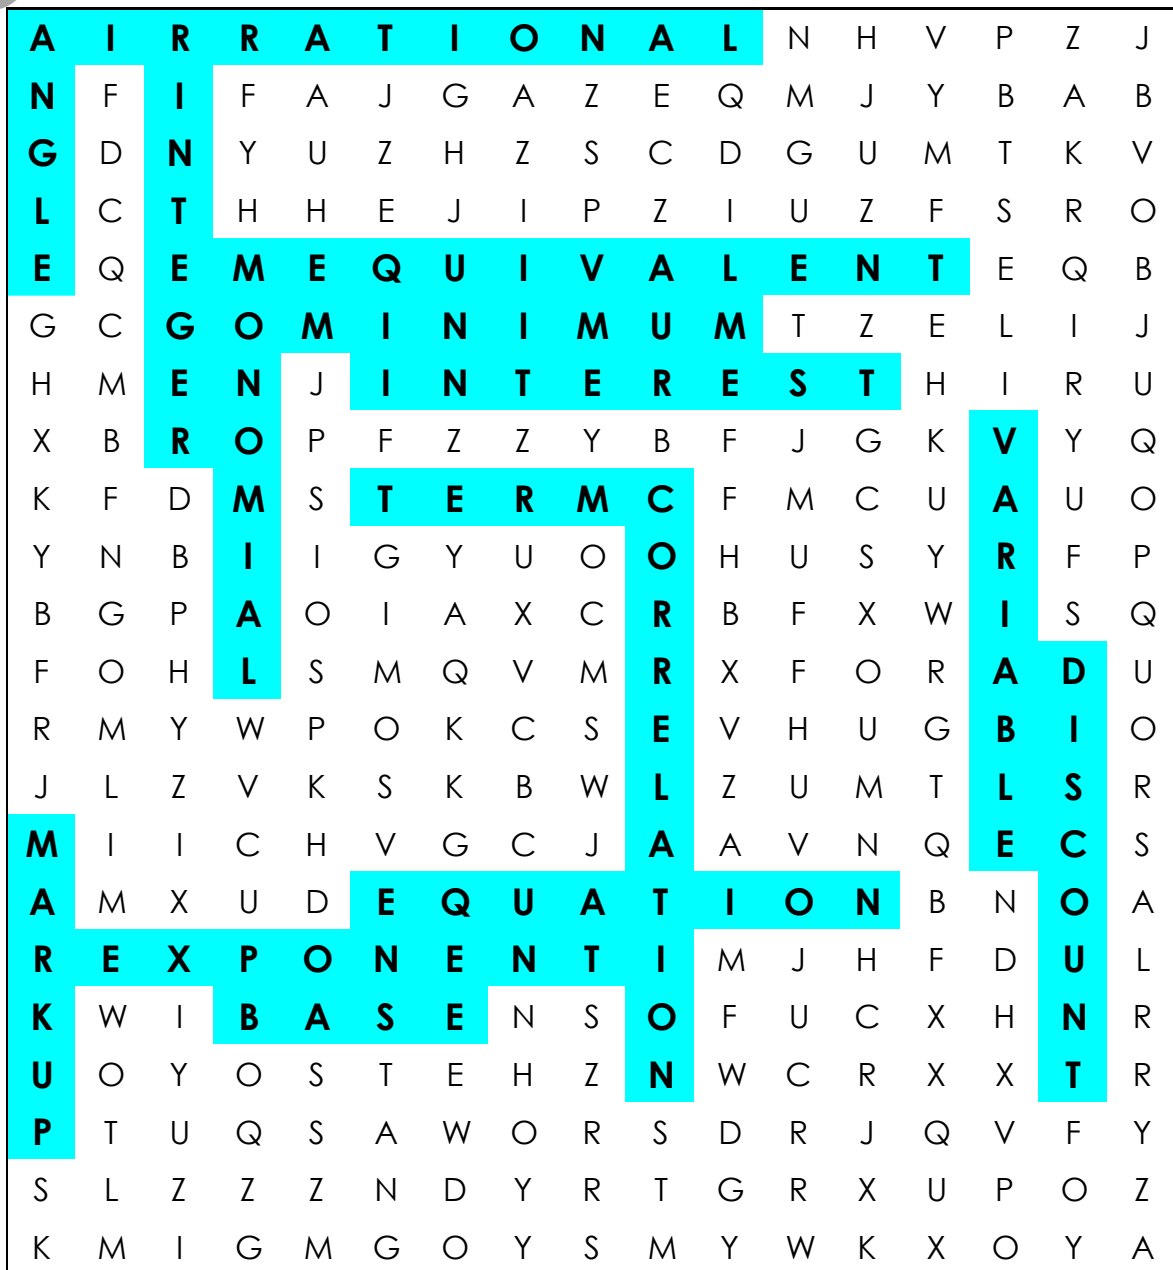 A I R R A T I O N A L N H V P Z J
N F I F A J G A Z E Q M J Y B A B
G D N Y U Z H Z S C D G U M T K V
L C T H H E J I P Z I U Z F S R O
E Q E M E Q U I V A L E N T E Q B
G C G O M I N I M U M T Z E L I J
H M E N J I N T E R E S T H I R U
X B R O P F Z Z Y B F J G K V Y Q
K F D M S T E R M C F M C U A U O
Y N B I I G Y U O O H U S Y R F P
B G P A O I A X C R B F X W I S Q
F O H L S M Q V M R X F O R A D U
R M Y W P O K C S E V H U G B I O
J L Z V K S K B W L Z U M T L S R
M I I C H V G C J A A V N Q E C S
A M X U D E Q U A T I O N B N O A
R E X P O N E N T I M J H F D U L
K W I B A S E N S O F U C X H N R
U O Y O S T E H Z N W C R X X T R
P T U Q S A W O R S D R J Q V F Y
S L Z Z Z N D Y R T G R X U P O Z
K M I G M G O Y S M Y W K X O Y A